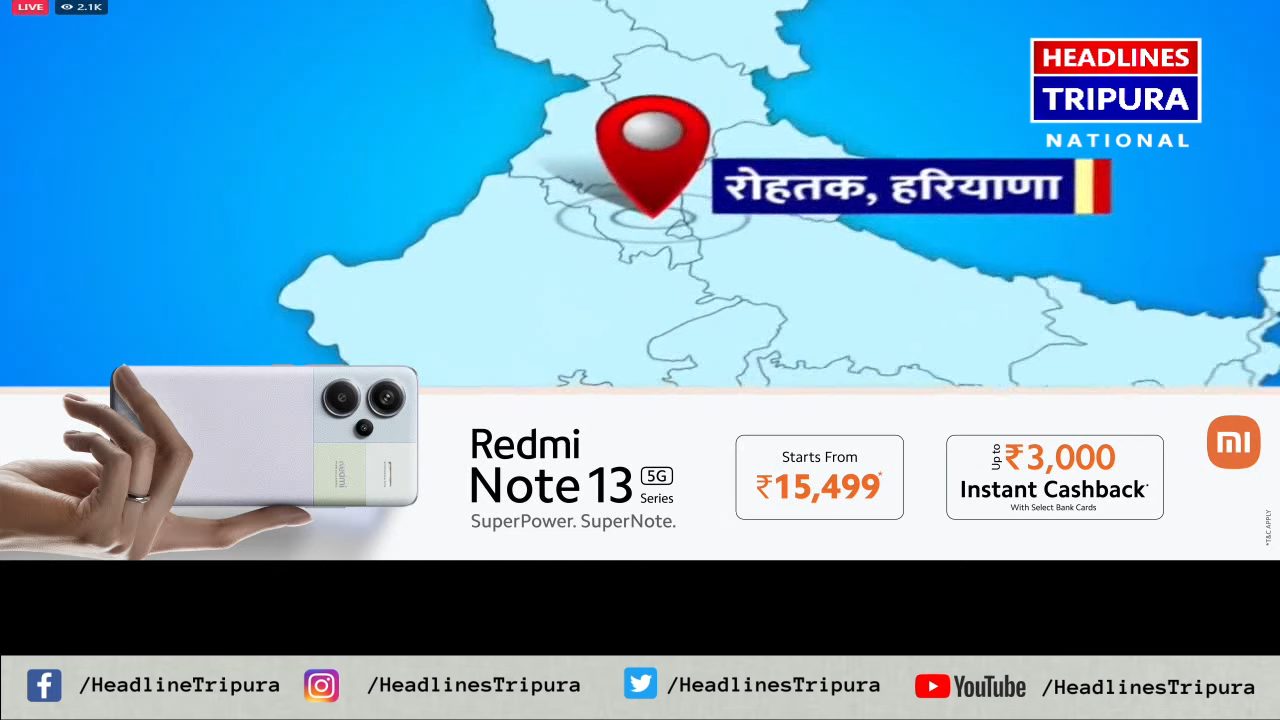 LIVE 2.1K
HEADLINES
TRIPURA
NATIONAL
रोहतक, हरियाणा
Redmi
Note 13 5G Series
SuperPower. SuperNote.
Starts From
₹15,499*
Up to ₹3,000
Instant Cashback*
With Select Bank Cards
*T&C APPLY
/HeadlineTripura /HeadlinesTripura /HeadlinesTripura YouTube /HeadlinesTripura